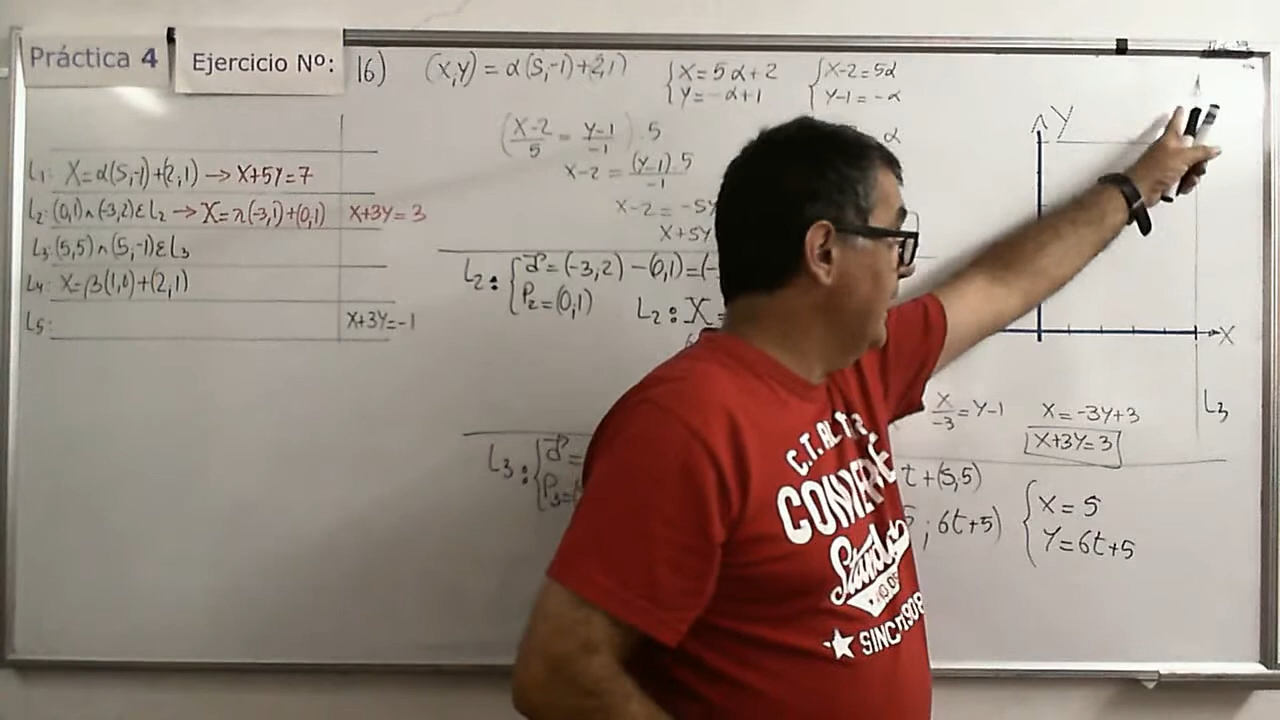 Práctica 4
Ejercicio Nº: 16)
(x,y) = α(5,-1)+(2,1)
{ x = 5α+2
y = -α+1
{ x-2 = 5α
y-1 = -α
(x-2/5 = y-1/-1) . 5
α
x-2 = (y-1).5/-1
x-2 = -5y
x+5y
L1: X=α(5,-1)+(2,1) → x+5y=7
L2: (0,1) ∧ (-3,2) ε L2 → X=λ(-3,1)+(0,1) x+3y=3
L3: (5,5) ∧ (5,-1) ε L3
L4: X=β(1,0)+(2,1)
L5: x+3y=-1
L2: { d = (-3,2) - (0,1) = (-
P2 = (0,1)
L2: X =
x/-3 = y-1
x = -3y+3
x+3y=3
L3: { d =
P3 =
t + (5,5)
; 6t+5)
{ x = 5
y = 6t+5
Y
X
L3
C.T. ALL
CONVERSE
SINCE 1908